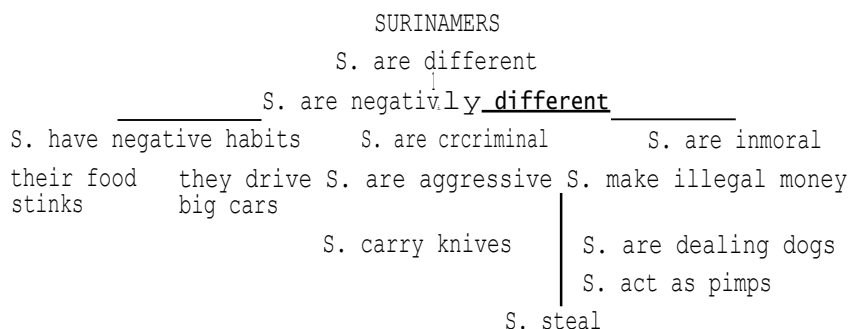 SURINAMERS
S. are different
S. are negativly different
S. have negative habits S. are crcriminal S. are inmoral
their food they drive S. are aggressive S. make illegal money
stinks big cars
S. carry knives S. are dealing dogs
S. act as pimps
S. steal